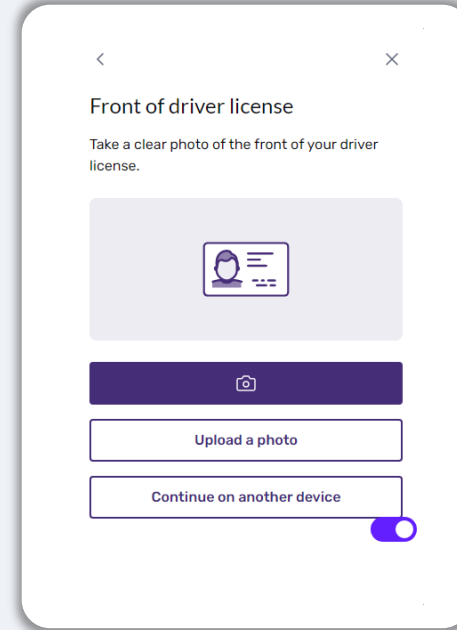 Front of driver license
Take a clear photo of the front of your driver
license.
Upload a photo
Continue on another device